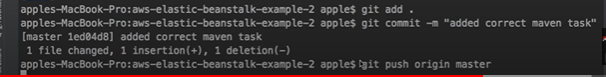 apples-MacBook-Pro:aws-elastic-beanstalk-example-2 apple$ git add .
apples-MacBook-Pro:aws-elastic-beanstalk-example-2 apple$ git commit -m "added correct maven task"
[master 1ed04d8] added correct maven task
1 file changed, 1 insertion(+), 1 deletion(-)
apples-MacBook-Pro:aws-elastic-beanstalk-example-2 apple$ git push origin master